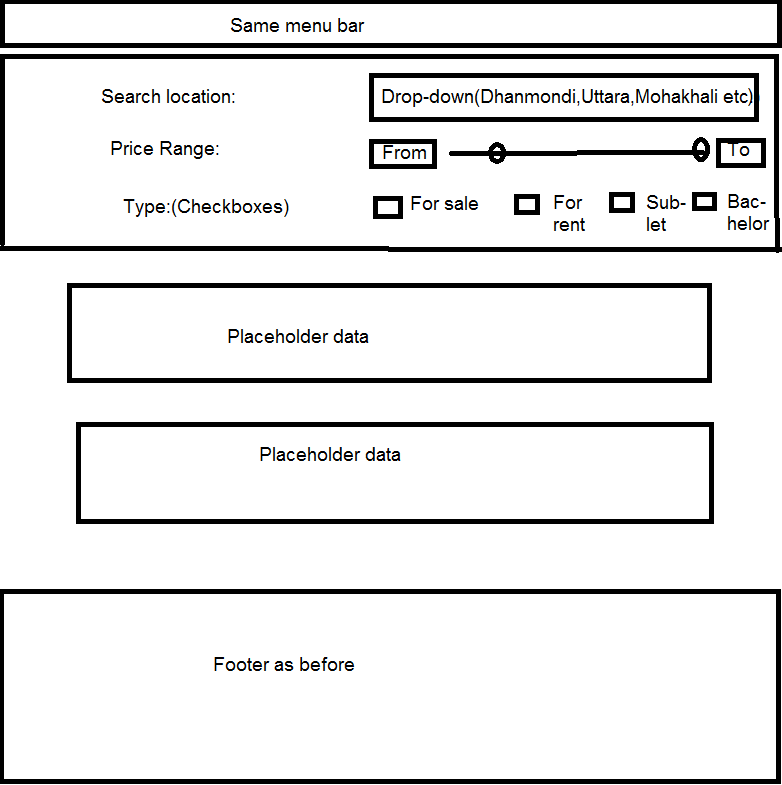 Same menu bar
Search location:
Drop-down(Dhanmondi,Uttara,Mohakhali etc)
Price Range:
From
To
Type:(Checkboxes)
For sale
For
rent
Sub-
let
Bac-
helor
Placeholder data
Placeholder data
Footer as before